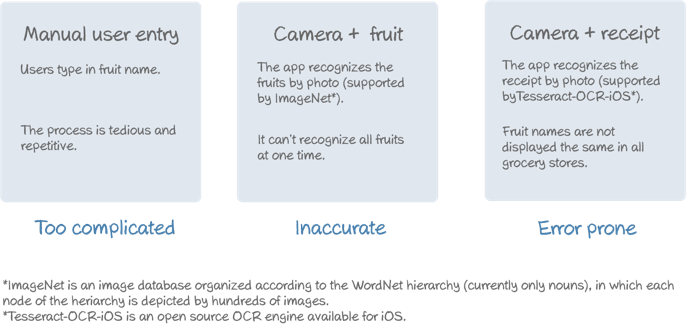 Manual user entry
Users type in fruit name.
The process is tedious and
repetitive.
Too complicated
Camera + fruit
The app recognizes the
fruits by photo (supported
by ImageNet*).
It can't recognize all fruits
at one time.
Inaccurate
Camera + receipt
The app recognizes the
receipt by photo (supported
byTesseract-OCR-iOS*).
Fruit names are not
displayed the same in all
grocery stores.
Error prone
*ImageNet is an image database organized according to the WordNet hierarchy (currently only nouns), in which each
node of the heriarchy is depicted by hundreds of images.
*Tesseract-OCR-iOS is an open source OCR engine available for iOS.